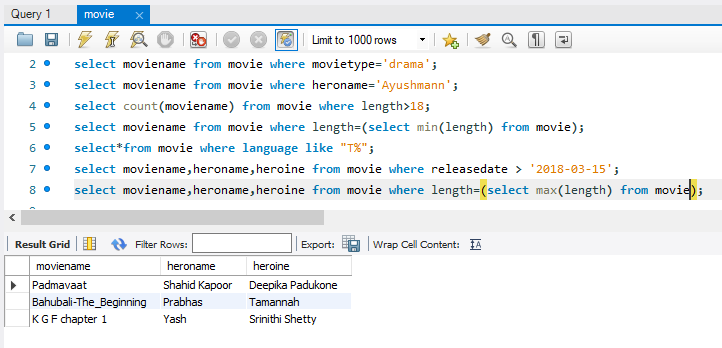 Query 1 movie
Limit to 1000 rows
2 select moviename from movie where movietype='drama';
3 select moviename from movie where heroname='Ayushmann';
4 select count(moviename) from movie where length>18;
5 select moviename from movie where length=(select min(length) from movie);
6 select*from movie where language like "T%";
7 select moviename,heroname,heroine from movie where releasedate > '2018-03-15';
8 select moviename,heroname,heroine from movie where length=(select max(length) from movie);
Result Grid Filter Rows: Export: Wrap Cell Content:
moviename heroname heroine
Padmavaat Shahid Kapoor Deepika Padukone
Bahubali-The_Beginning Prabhas Tamannah
K G F chapter 1 Yash Srinithi Shetty